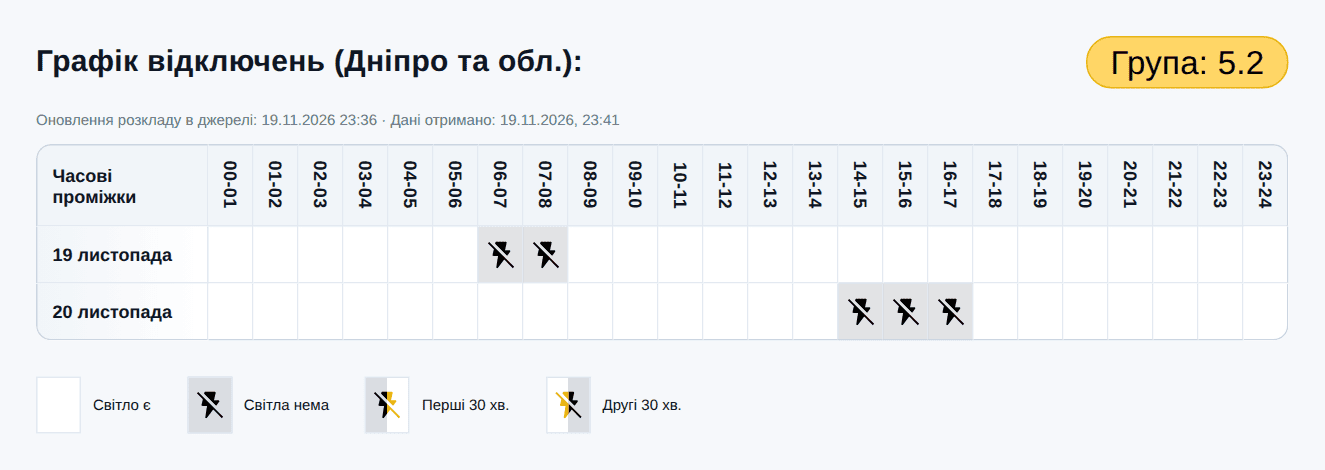 Графік відключень (Дніпро та обл.):
Група: 5.2
Оновлення розкладу в джерелі: 19.11.2026 23:36 · Дані отримано: 19.11.2026, 23:41
Часові
проміжки
00-01
01-02
02-03
03-04
04-05
05-06
06-07
07-08
08-09
09-10
10-11
11-12
12-13
13-14
14-15
15-16
16-17
17-18
18-19
19-20
20-21
21-22
22-23
23-24
19 листопада
20 листопада
Світло є
Світла нема
Перші 30 хв.
Другі 30 хв.